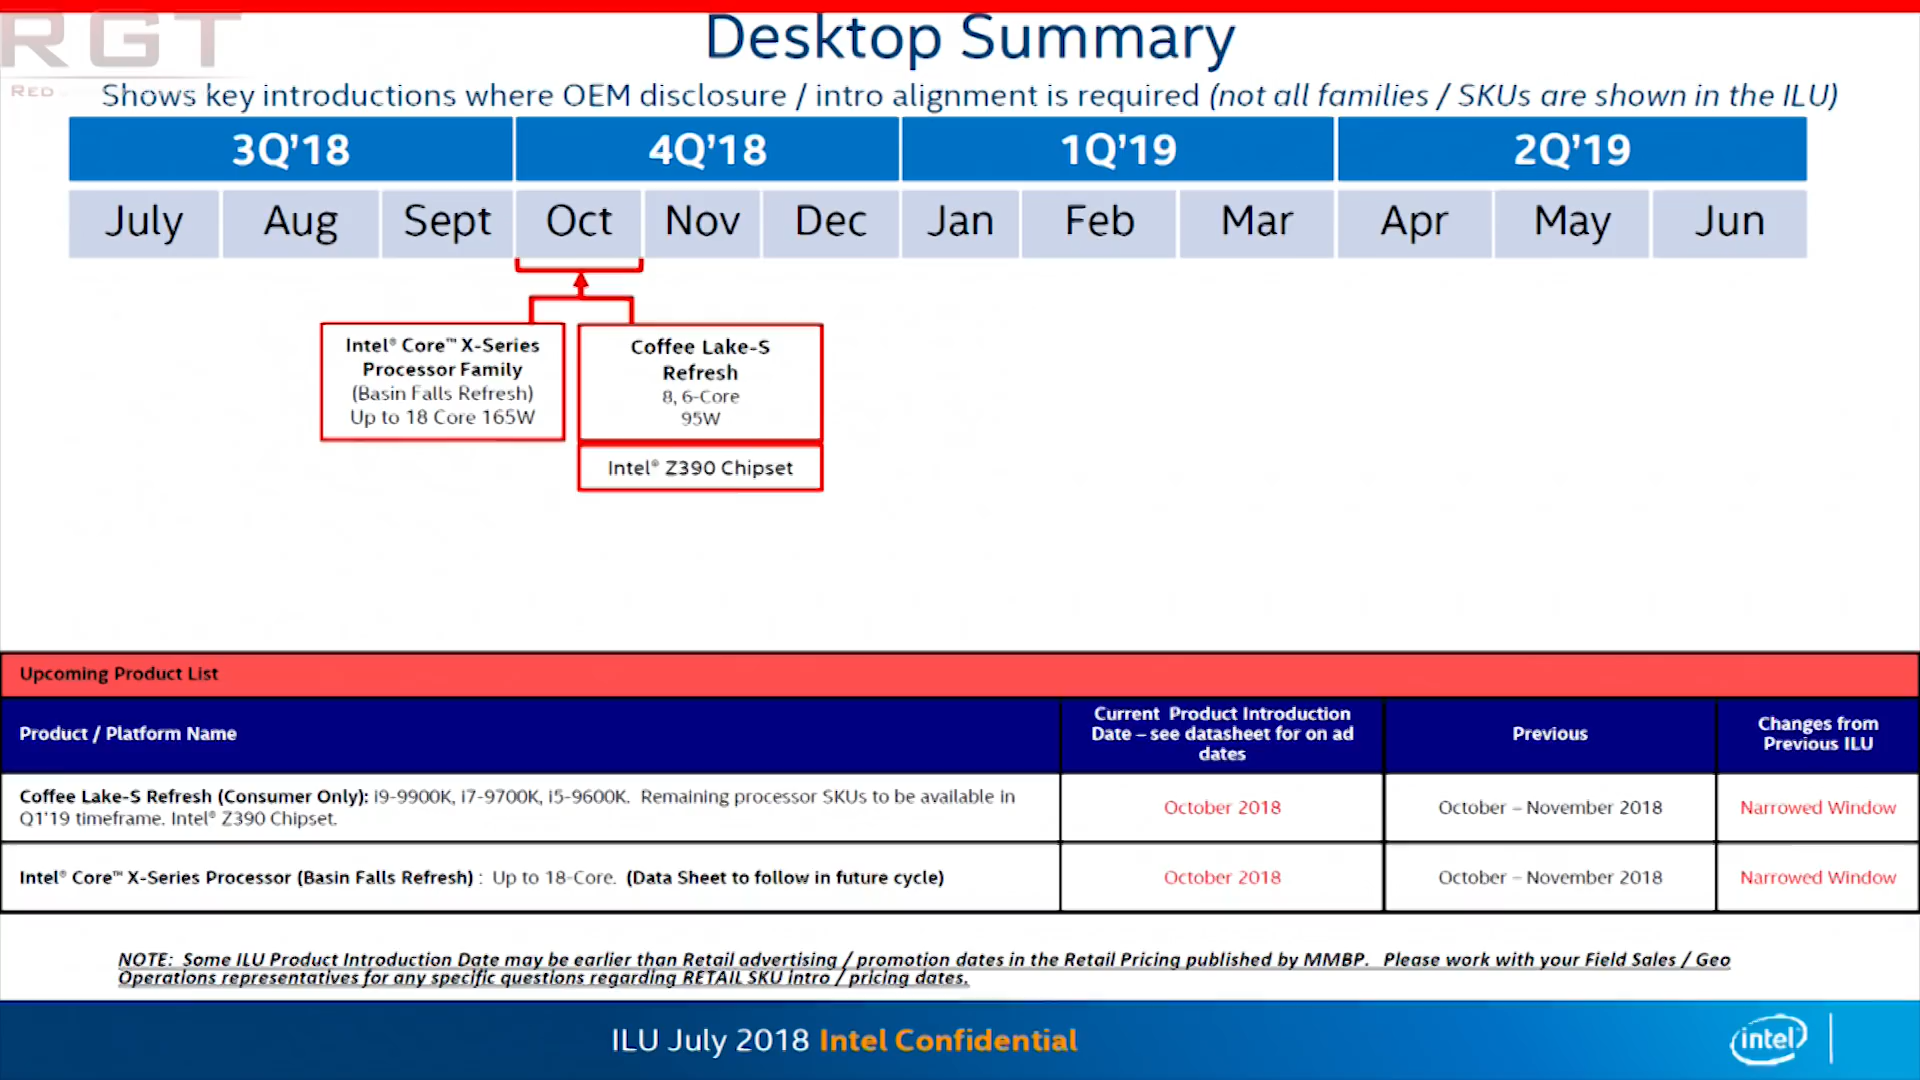 RGT
RED
Desktop Summary
Shows key introductions where OEM disclosure / intro alignment is required (not all families / SKUs are shown in the ILU)
3Q’18 4Q’18 1Q’19 2Q’19
July Aug Sept Oct Nov Dec Jan Feb Mar Apr May Jun
Intel® Core™ X-Series
Processor Family
(Basin Falls Refresh)
Up to 18 Core 165W
Coffee Lake-S
Refresh
8, 6-Core
95W
Intel® Z390 Chipset
Upcoming Product List
Product / Platform Name
Current Product Introduction
Date – see datasheet for on ad
dates
Previous
Changes from
Previous ILU
Coffee Lake-S Refresh (Consumer Only): i9-9900K, i7-9700K, i5-9600K. Remaining processor SKUs to be available in
Q1'19 timeframe. Intel® Z390 Chipset.
October 2018
October – November 2018
Narrowed Window
Intel® Core™ X-Series Processor (Basin Falls Refresh) : Up to 18-Core. (Data Sheet to follow in future cycle)
October 2018
October – November 2018
Narrowed Window
NOTE: Some ILU Product Introduction Date may be earlier than Retail advertising / promotion dates in the Retail Pricing published by MMBP. Please work with your Field Sales / Geo
Operations representatives for any specific questions regarding RETAIL SKU intro / pricing dates.
ILU July 2018 Intel Confidential
intel